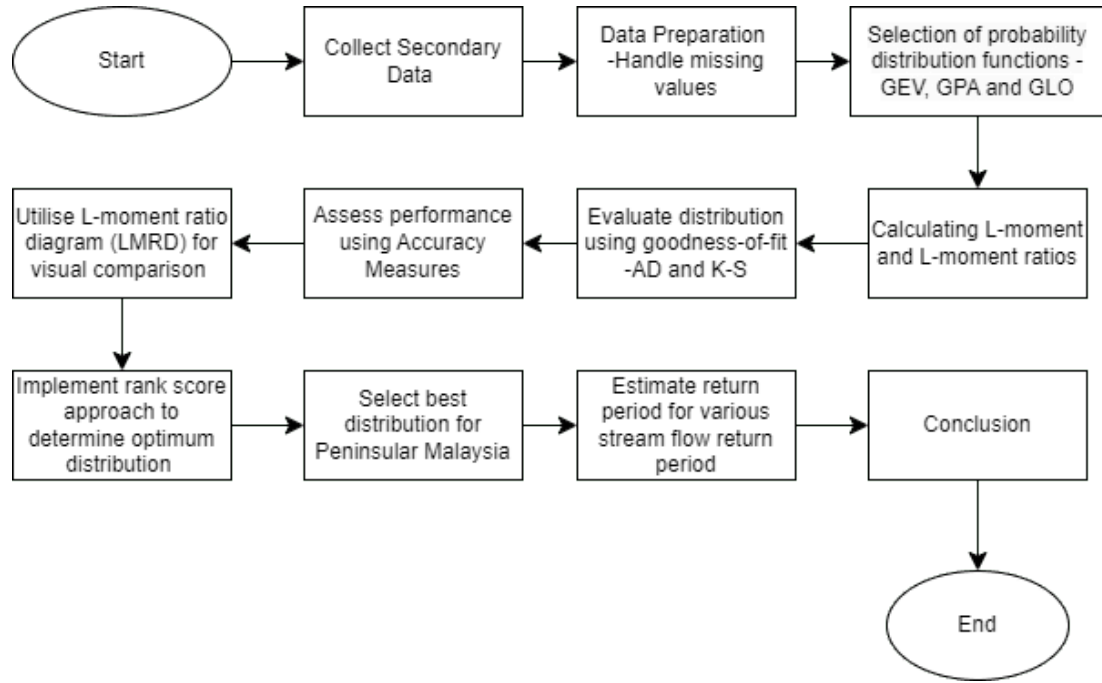 Start
Collect Secondary
Data
Data Preparation
-Handle missing
values
Selection of probability
distribution functions -
GEV, GPA and GLO
Calculating L-moment
and L-moment ratios
Evaluate distribution
using goodness-of-fit
-AD and K-S
Assess performance
using Accuracy
Measures
Utilise L-moment ratio
diagram (LMRD) for
visual comparison
Implement rank score
approach to
determine optimum
distribution
Select best
distribution for
Peninsular Malaysia
Estimate return
period for various
stream flow return
period
Conclusion
End